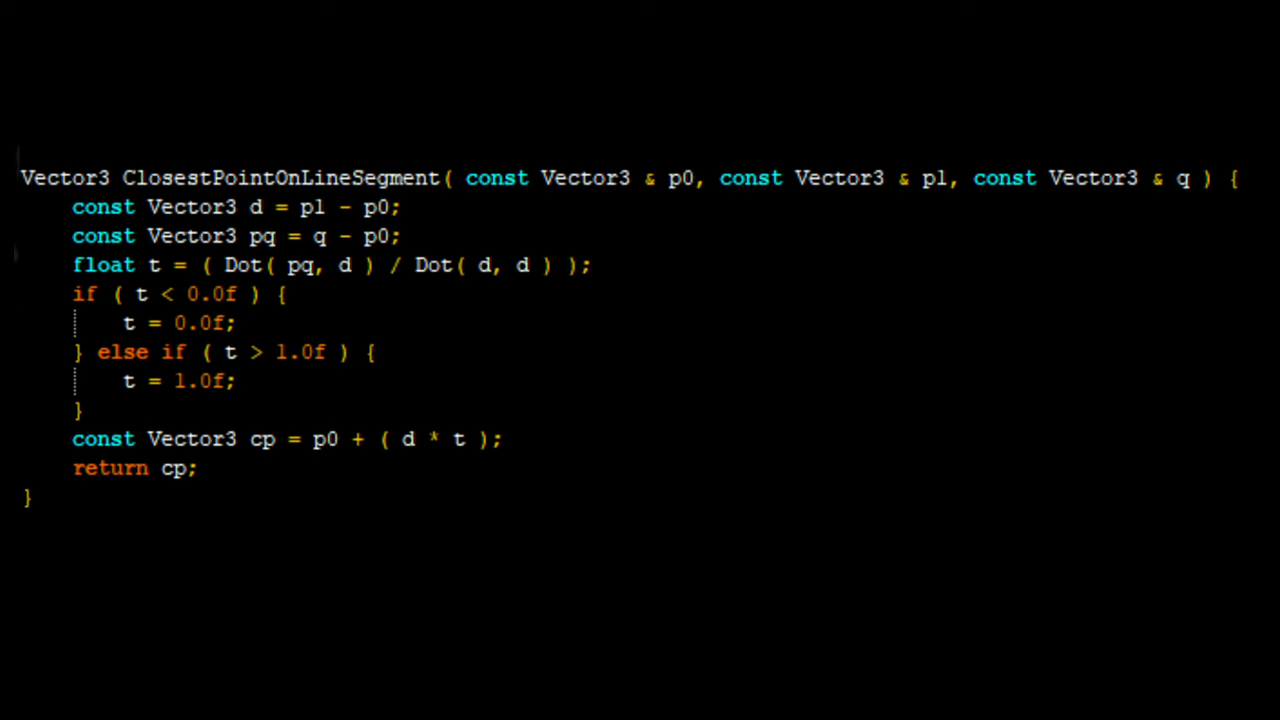 Vector3 ClosestPointOnLineSegment( const Vector3 & p0, const Vector3 & p1, const Vector3 & q ) {
    const Vector3 d = p1 - p0;
    const Vector3 pq = q - p0;
    float t = ( Dot( pq, d ) / Dot( d, d ) );
    if ( t < 0.0f ) {
        t = 0.0f;
    } else if ( t > 1.0f ) {
        t = 1.0f;
    }
    const Vector3 cp = p0 + ( d * t );
    return cp;
}